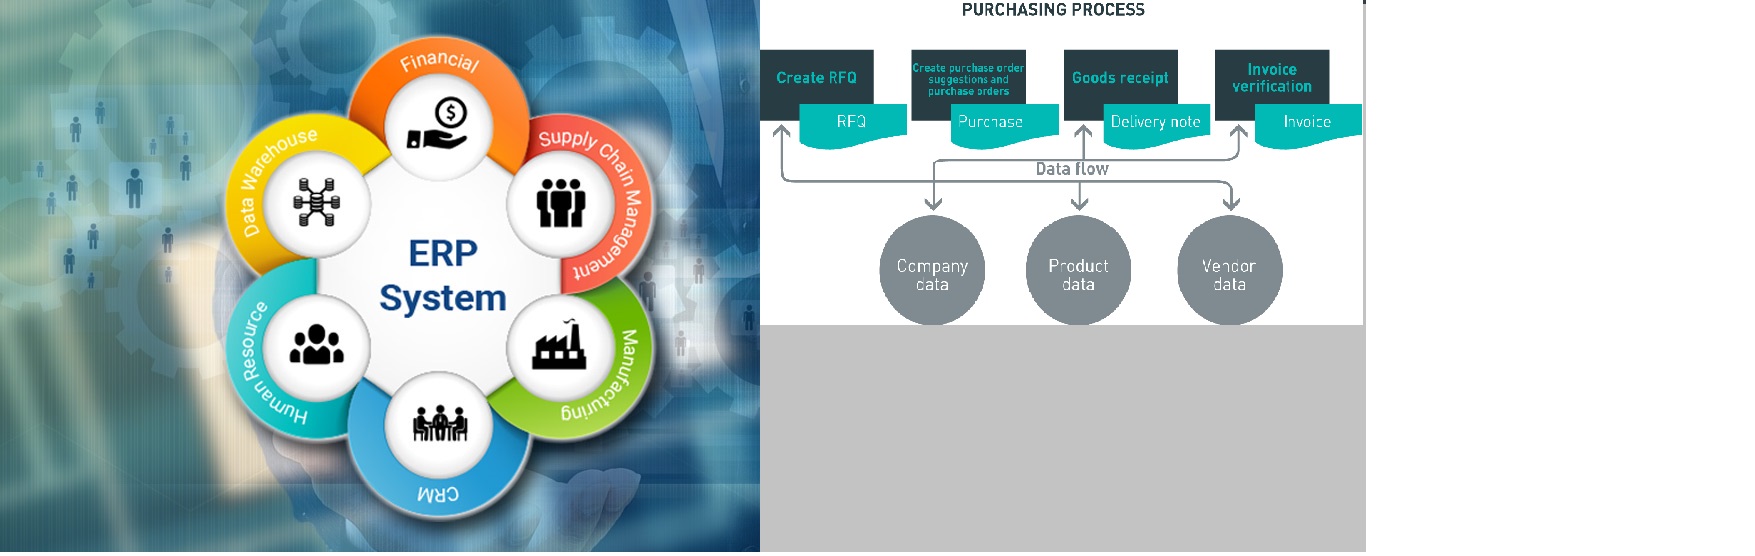 Financial
Supply Chain Management
Manufacturing
CRM
Human Resource
Data Warehouse
ERP
System
PURCHASING PROCESS
Create RFQ
RFQ
Create purchase order
suggestions and
purchase orders
Purchase
Goods receipt
Delivery note
Invoice
verification
Invoice
Data flow
Company
data
Product
data
Vendor
data